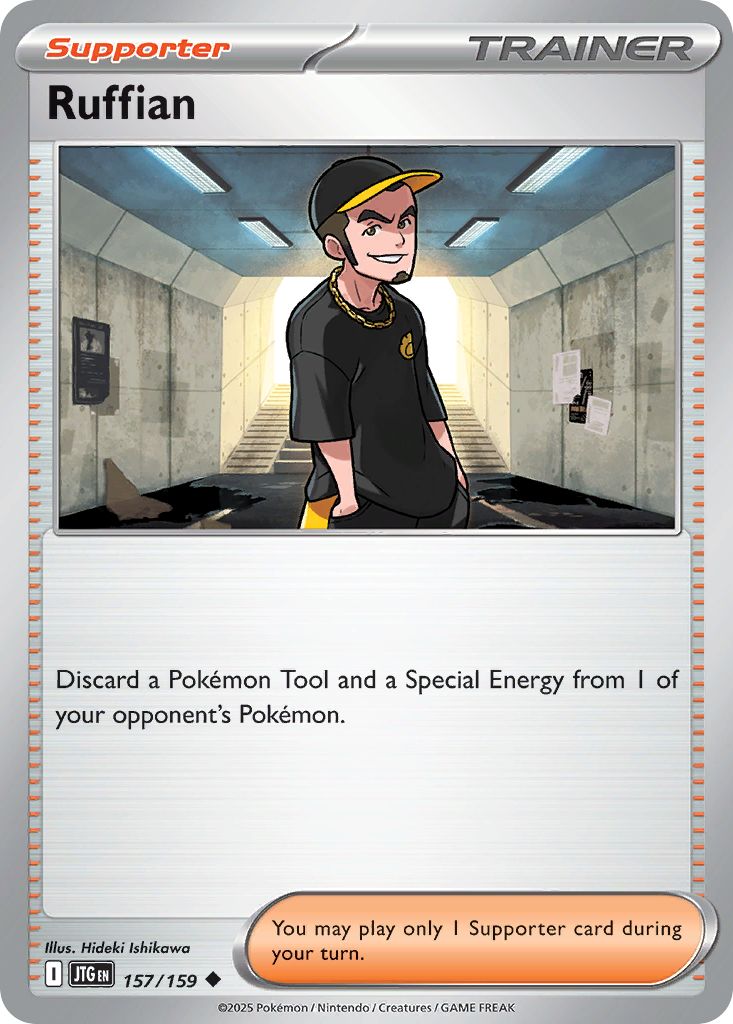 Supporter
TRAINER
Ruffian
Discard a Pokémon Tool and a Special Energy from 1 of
your opponent's Pokémon.
You may play only 1 Supporter card during
your turn.
Illus. Hideki Ishikawa
I JTG EN 157/159 ◆
©2025 Pokémon / Nintendo / Creatures / GAME FREAK